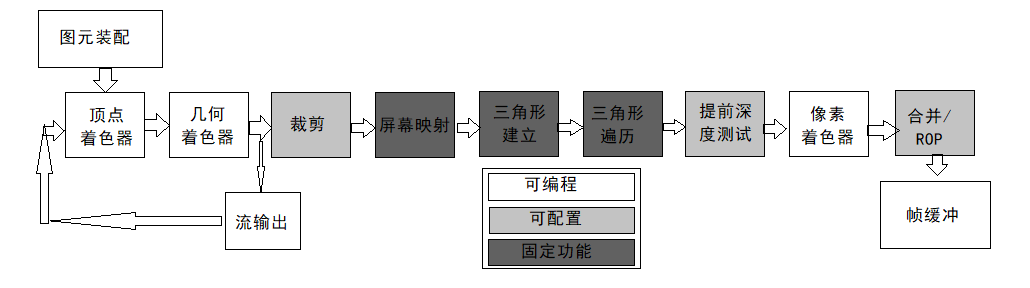 图元装配
顶点
着色器
几何
着色器
裁剪
屏幕映射
三角形
建立
三角形
遍历
提前深
度测试
像素
着色器
合并/
ROP
流输出
可编程
可配置
固定功能
帧缓冲